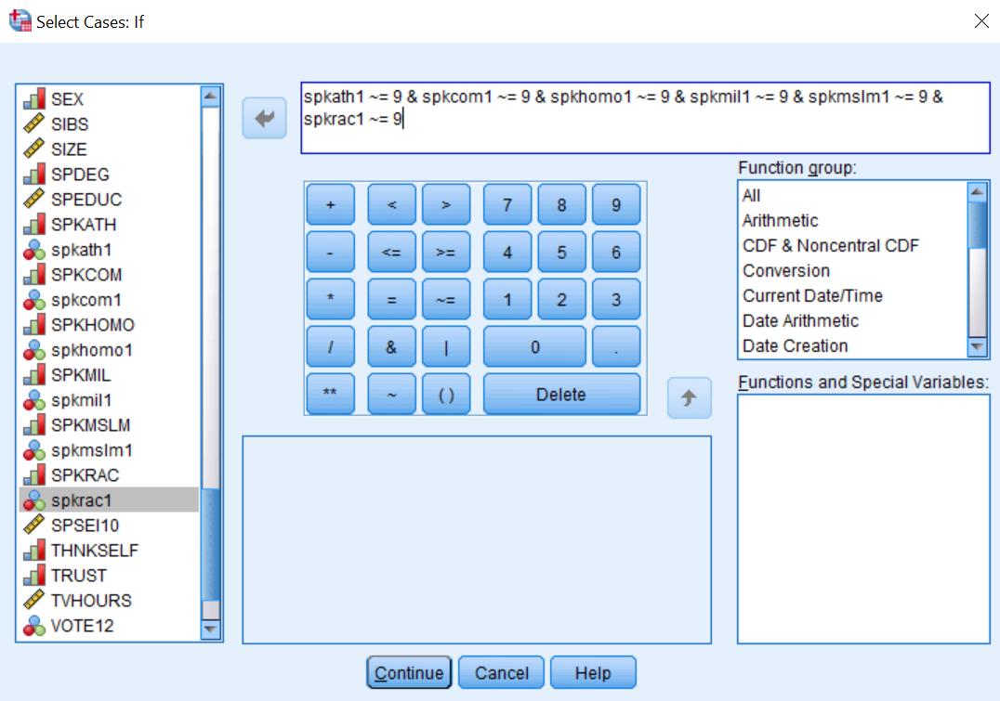 Select Cases: If
SEX
SIBS
SIZE
SPDEG
SPEDUC
SPKATH
spkath1
SPKCOM
spkcom1
SPKHOMO
spkhomo1
SPKMIL
spkmil1
SPKMSLM
spkmslm1
SPKRAC
spkrac1
SPSEI10
THNKSELF
TRUST
TVHOURS
VOTE12
spkath1 ~= 9 & spkcom1 ~= 9 & spkhomo1 ~= 9 & spkmil1 ~= 9 & spkmslm1 ~= 9 &
spkrac1 ~= 9
+ < > 7 8 9
- <= >= 4 5 6
* = ~= 1 2 3
/ & | 0 .
** ~ ( ) Delete
Function group:
All
Arithmetic
CDF & Noncentral CDF
Conversion
Current Date/Time
Date Arithmetic
Date Creation
Functions and Special Variables:
Continue Cancel Help